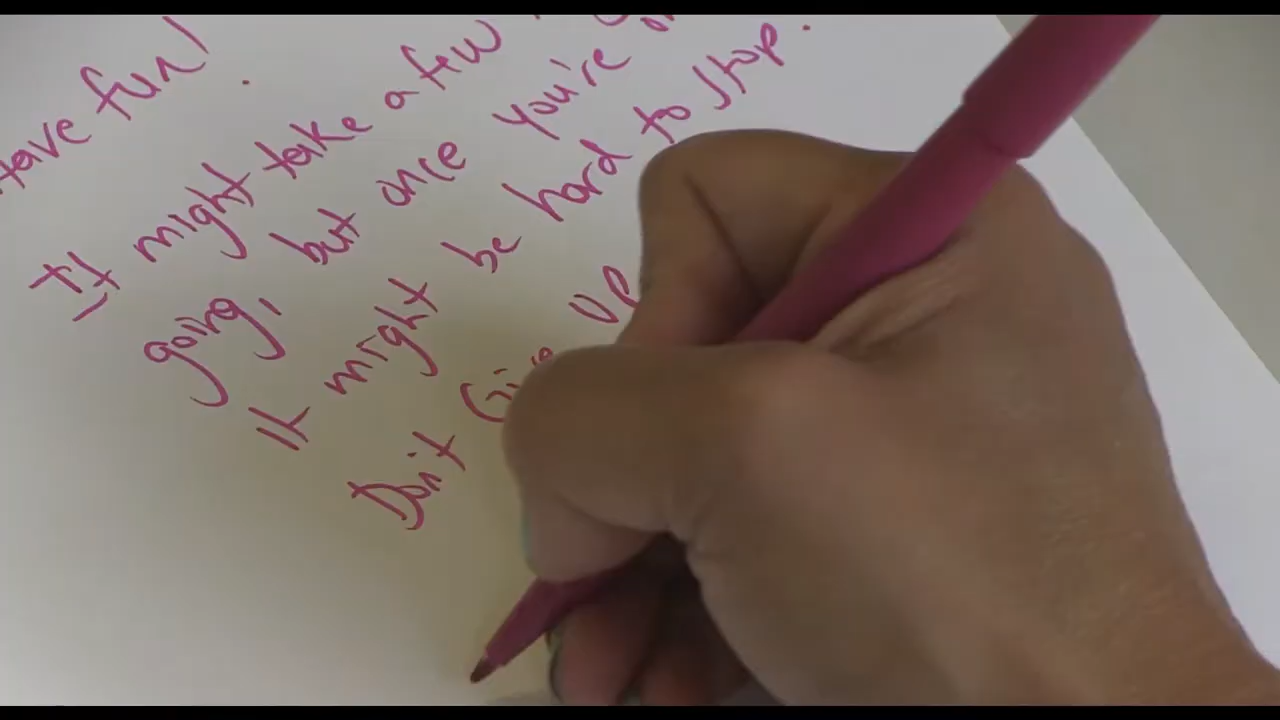 Have fun!
It might take a few
going, but once you're
It might be hard to stop.
Don't Give up